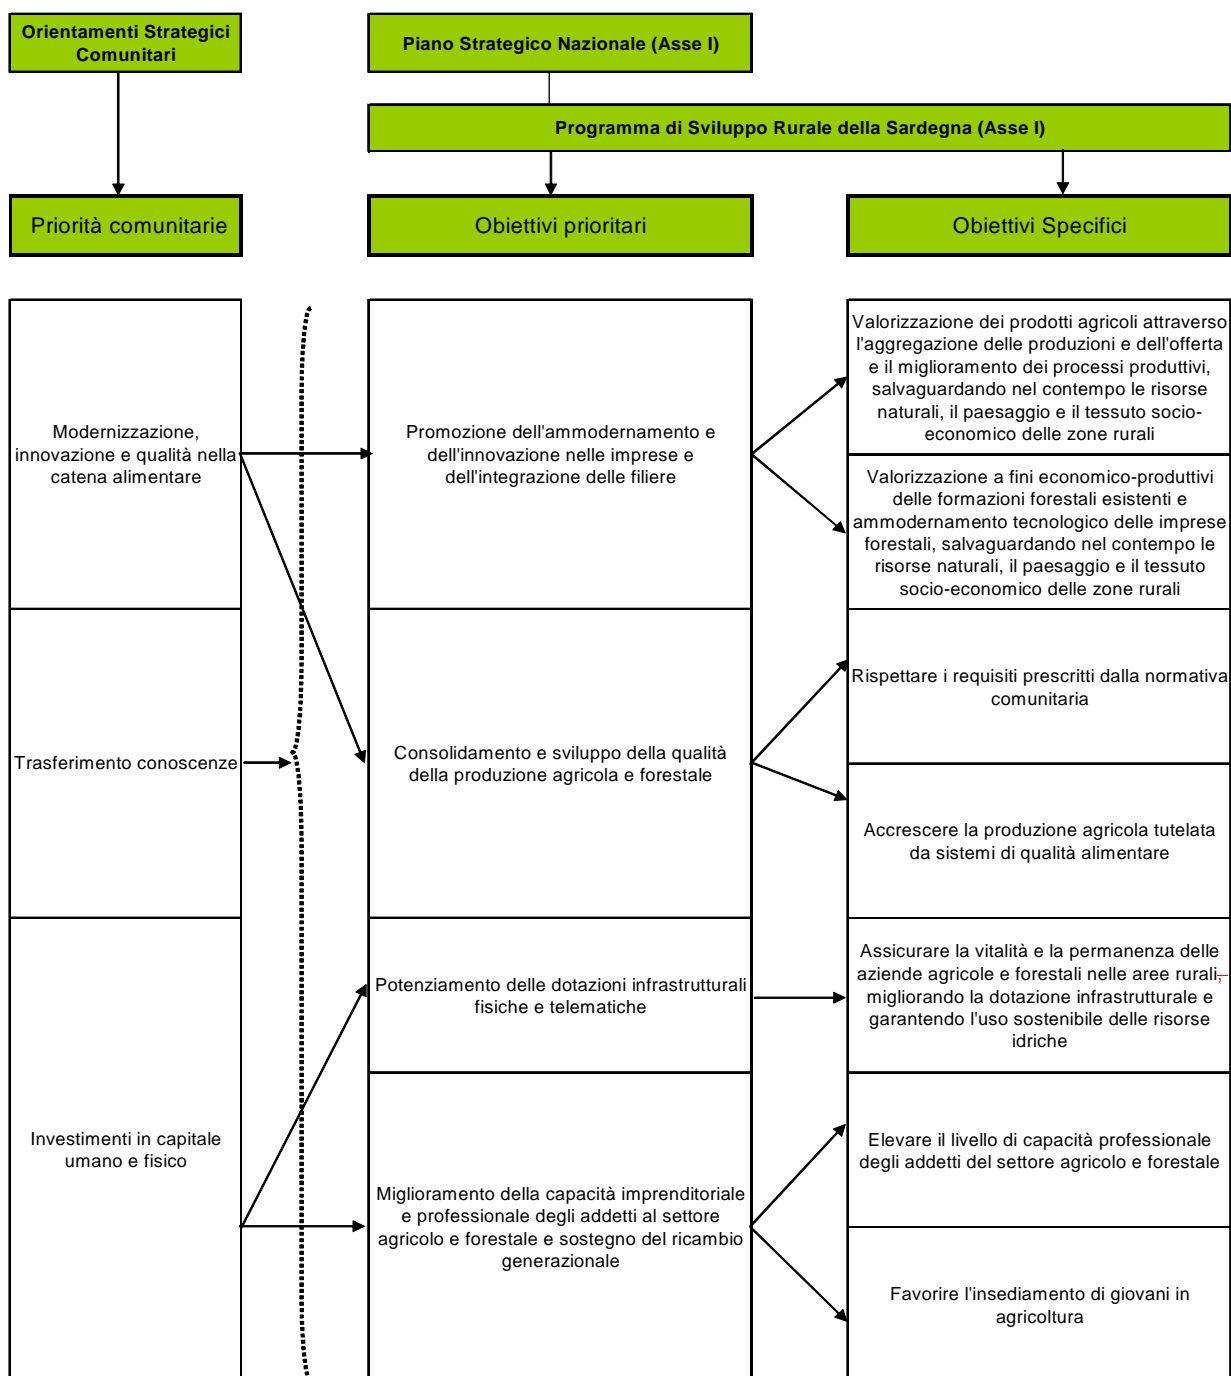 Orientamenti Strategici
Comunitari
Piano Strategico Nazionale (Asse I)
Programma di Sviluppo Rurale della Sardegna (Asse I)
Priorità comunitarie
Obiettivi prioritari
Obiettivi Specifici
Modernizzazione,
innovazione e qualità nella
catena alimentare
Promozione dell'ammodernamento e
dell'innovazione nelle imprese e
dell'integrazione delle filiere
Valorizzazione dei prodotti agricoli attraverso
l'aggregazione delle produzioni e dell'offerta
e il miglioramento dei processi produttivi,
salvaguardando nel contempo le risorse
naturali, il paesaggio e il tessuto socio-
economico delle zone rurali
Valorizzazione a fini economico-produttivi
delle formazioni forestali esistenti e
ammodernamento tecnologico delle imprese
forestali, salvaguardando nel contempo le
risorse naturali, il paesaggio e il tessuto
socio-economico delle zone rurali
Trasferimento conoscenze
Consolidamento e sviluppo della qualità
della produzione agricola e forestale
Rispettare i requisiti prescritti dalla normativa
comunitaria
Accrescere la produzione agricola tutelata
da sistemi di qualità alimentare
Investimenti in capitale
umano e fisico
Potenziamento delle dotazioni infrastrutturali
fisiche e telematiche
Assicurare la vitalità e la permanenza delle
aziende agricole e forestali nelle aree rurali,
migliorando la dotazione infrastrutturale e
garantendo l'uso sostenibile delle risorse
idriche
Miglioramento della capacità imprenditoriale
e professionale degli addetti al settore
agricolo e forestale e sostegno del ricambio
generazionale
Elevare il livello di capacità professionale
degli addetti del settore agricolo e forestale
Favorire l'insediamento di giovani in
agricoltura